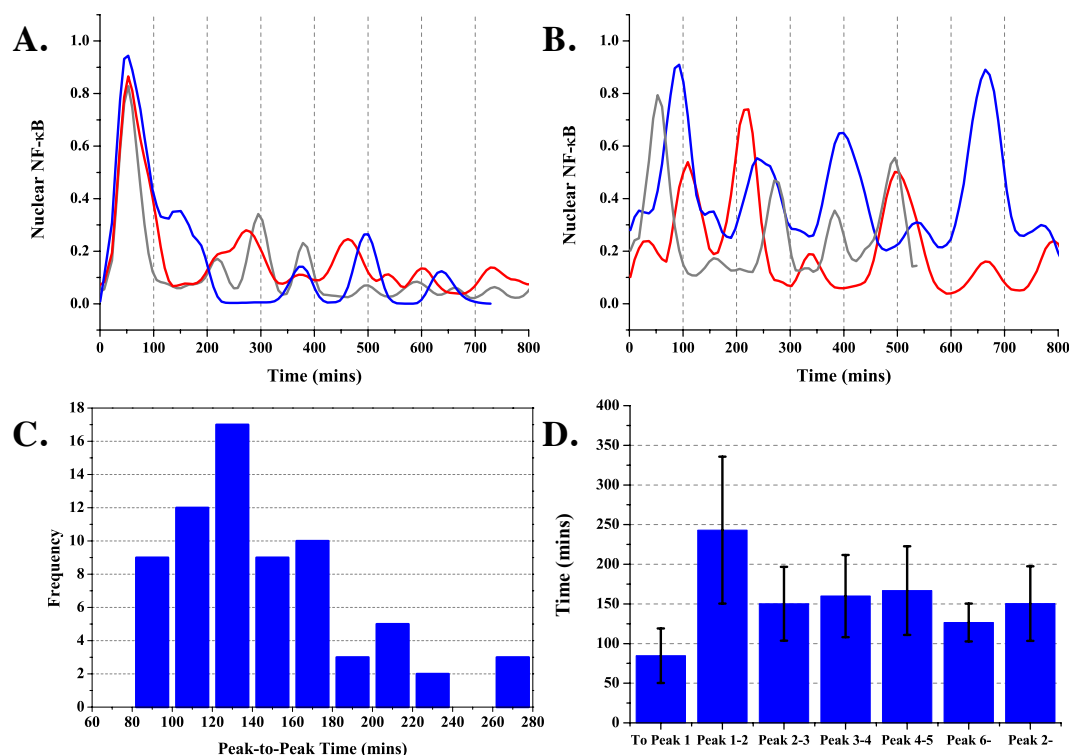 A.
Nuclear NF-κB
1.0
0.8
0.6
0.4
0.2
0.0
0 100 200 300 400 500 600 700 800
Time (mins)
B.
Nuclear NF-κB
1.0
0.8
0.6
0.4
0.2
0.0
0 100 200 300 400 500 600 700 800
Time (mins)
C.
Frequency
18
16
14
12
10
8
6
4
2
0
60 80 100 120 140 160 180 200 220 240 260 280
Peak-to-Peak Time (mins)
D.
Time (mins)
400
350
300
250
200
150
100
50
0
To Peak 1 Peak 1-2 Peak 2-3 Peak 3-4 Peak 4-5 Peak 6- Peak 2-